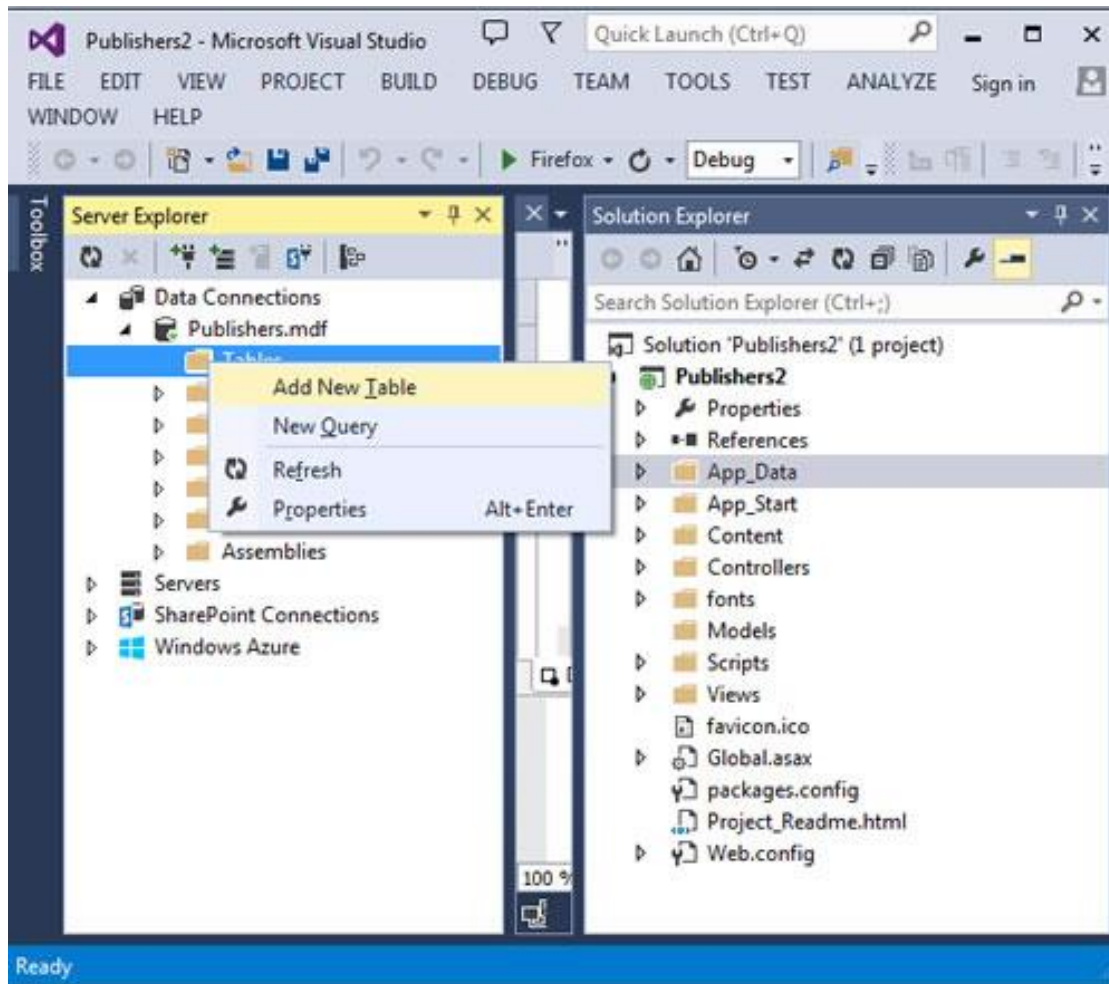 Publishers2 - Microsoft Visual Studio
Quick Launch (Ctrl+Q)
FILE EDIT VIEW PROJECT BUILD DEBUG TEAM TOOLS TEST ANALYZE Sign in
WINDOW HELP
Firefox Debug
Toolbox
Server Explorer
Data Connections
Publishers.mdf
Tables
Add New Table
New Query
Refresh
Properties Alt+Enter
Assemblies
Servers
SharePoint Connections
Windows Azure
100 %
Solution Explorer
Search Solution Explorer (Ctrl+;)
Solution 'Publishers2' (1 project)
Publishers2
Properties
References
App_Data
App_Start
Content
Controllers
fonts
Models
Scripts
Views
favicon.ico
Global.asax
packages.config
Project_Readme.html
Web.config
Ready